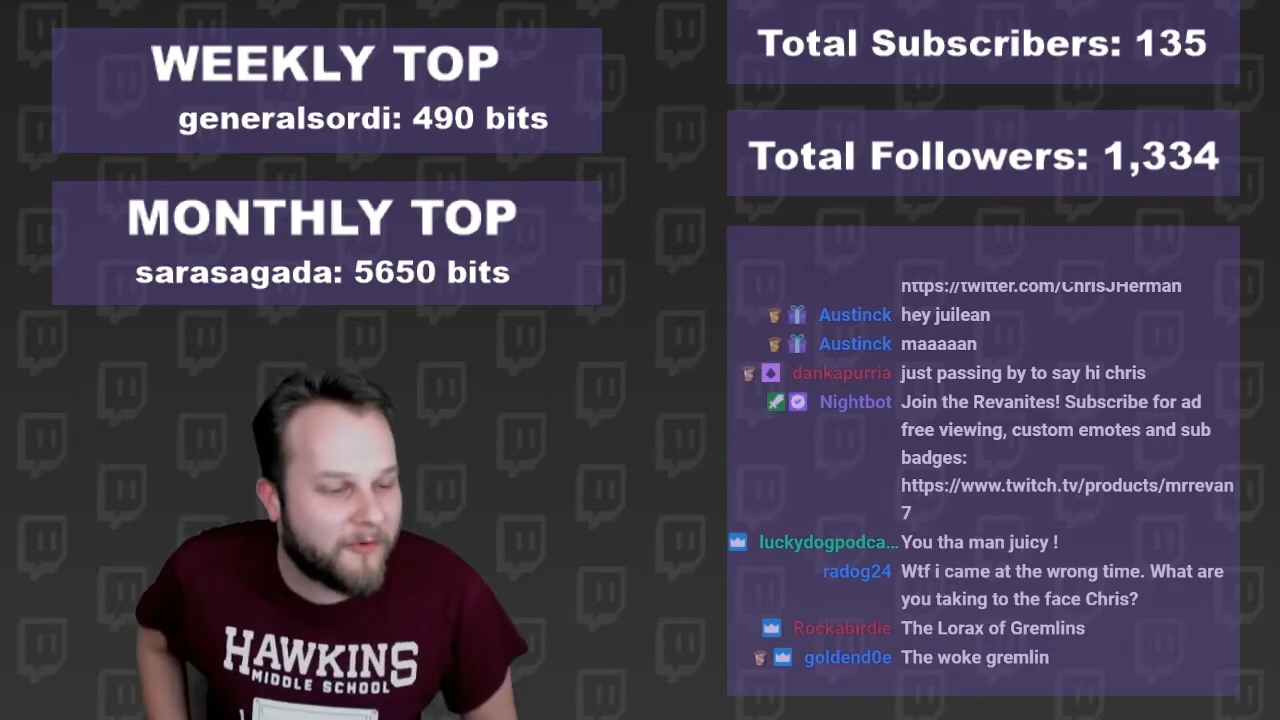 WEEKLY TOP
generalsordi: 490 bits
MONTHLY TOP
sarasagada: 5650 bits
Total Subscribers: 135
Total Followers: 1,334
https://twitter.com/ChrisJHerman
Austinck hey juilean
Austinck maaaaan
dankapurria just passing by to say hi chris
Nightbot Join the Revanites! Subscribe for ad
free viewing, custom emotes and sub
badges:
https://www.twitch.tv/products/mrrevan
7
luckydogpodca... You tha man juicy !
radog24 Wtf i came at the wrong time. What are
you taking to the face Chris?
Rockabirdie The Lorax of Gremlins
goldend0e The woke gremlin
HAWKINS
MIDDLE SCHOOL